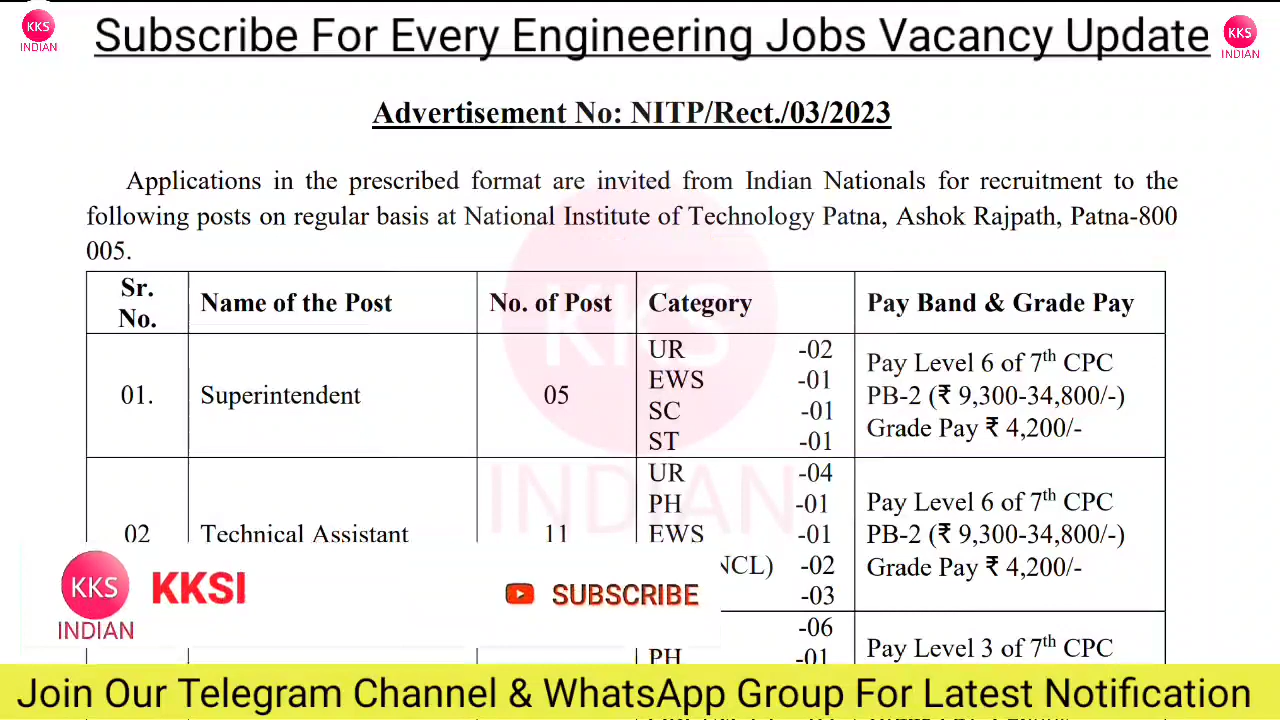 KKS
INDIAN
Subscribe For Every Engineering Jobs Vacancy Update
KKS
INDIAN
Advertisement No: NITP/Rect./03/2023
Applications in the prescribed format are invited from Indian Nationals for recruitment to the
following posts on regular basis at National Institute of Technology Patna, Ashok Rajpath, Patna-800
005.
Sr. No. Name of the Post No. of Post Category Pay Band & Grade Pay
01. Superintendent 05
UR -02
EWS -01
SC -01
ST -01
Pay Level 6 of 7th CPC
PB-2 (₹ 9,300-34,800/-)
Grade Pay ₹ 4,200/-
02 Technical Assistant 11
UR -04
PH -01
EWS -01
NCL) -02
-03
Pay Level 6 of 7th CPC
PB-2 (₹ 9,300-34,800/-)
Grade Pay ₹ 4,200/-
-06
PH -01
Pay Level 3 of 7th CPC
KKS
INDIAN
KKS
INDIAN
KKSI
SUBSCRIBE
Join Our Telegram Channel & WhatsApp Group For Latest Notification